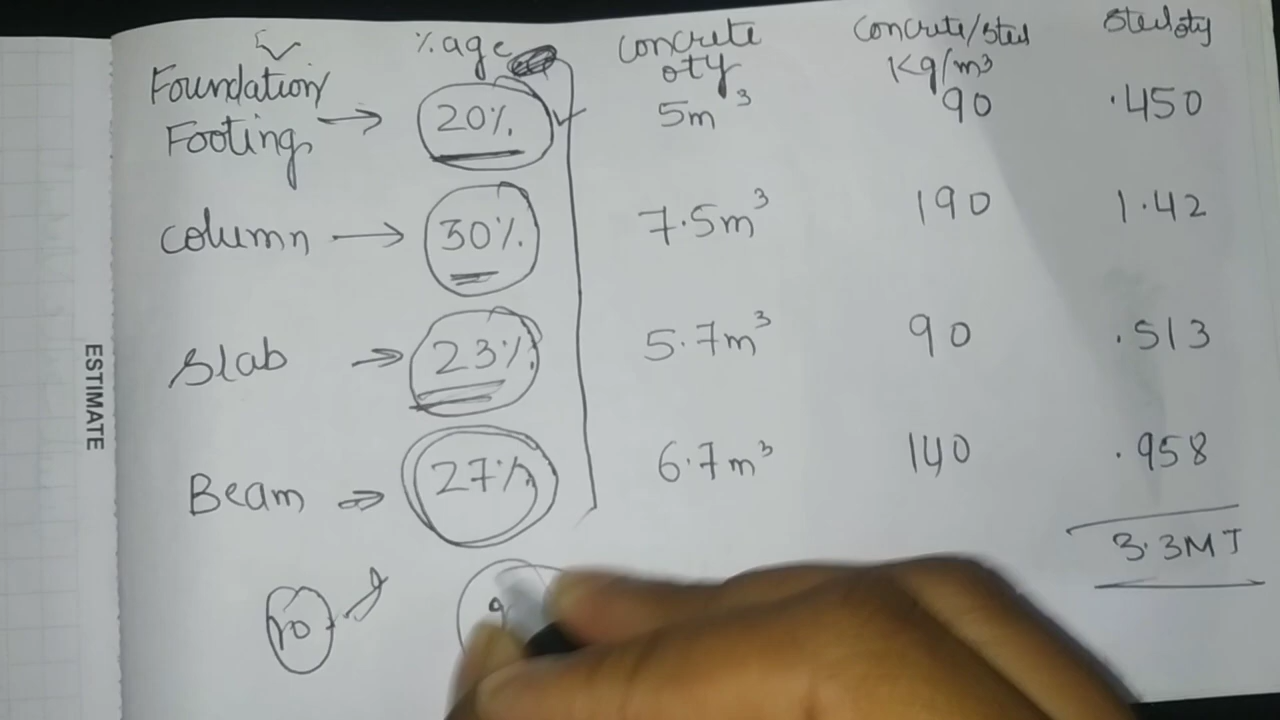 %age concrete concrete/steel Steel qty
Foundation qty Kg/m³
Footing → 20% 5m³ 90 .450
column → 30% 7.5m³ 190 1.42
Slab → 23% 5.7m³ 90 .513
Beam → 27% 6.7m³ 140 .958
3.3MT
ESTIMATE